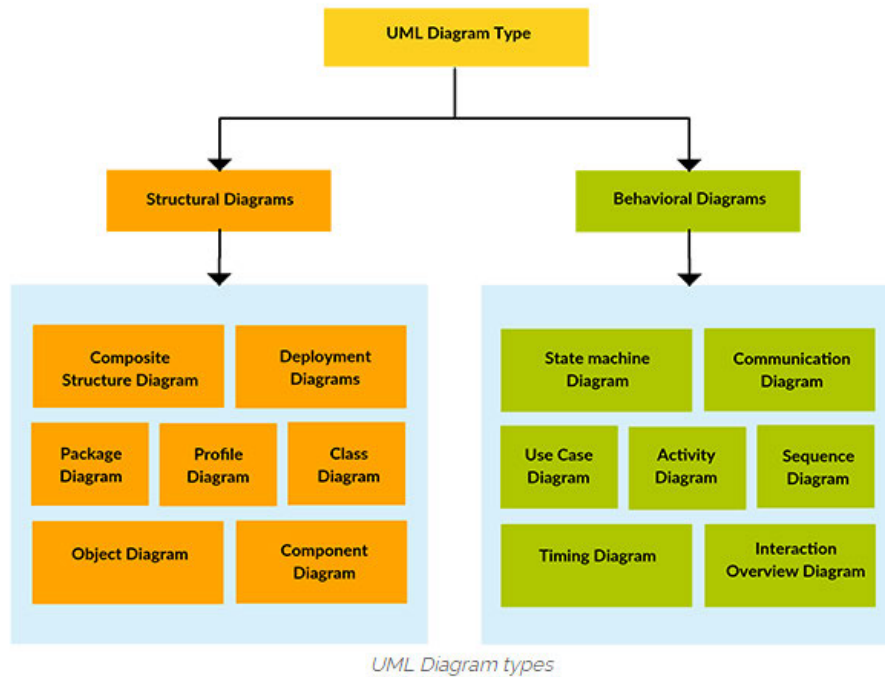 UML Diagram Type
Structural Diagrams
Behavioral Diagrams
Composite
Structure Diagram
Deployment
Diagrams
Package
Diagram
Profile
Diagram
Class
Diagram
Object Diagram
Component
Diagram
State machine
Diagram
Communication
Diagram
Use Case
Diagram
Activity
Diagram
Sequence
Diagram
Timing Diagram
Interaction
Overview Diagram
UML Diagram types